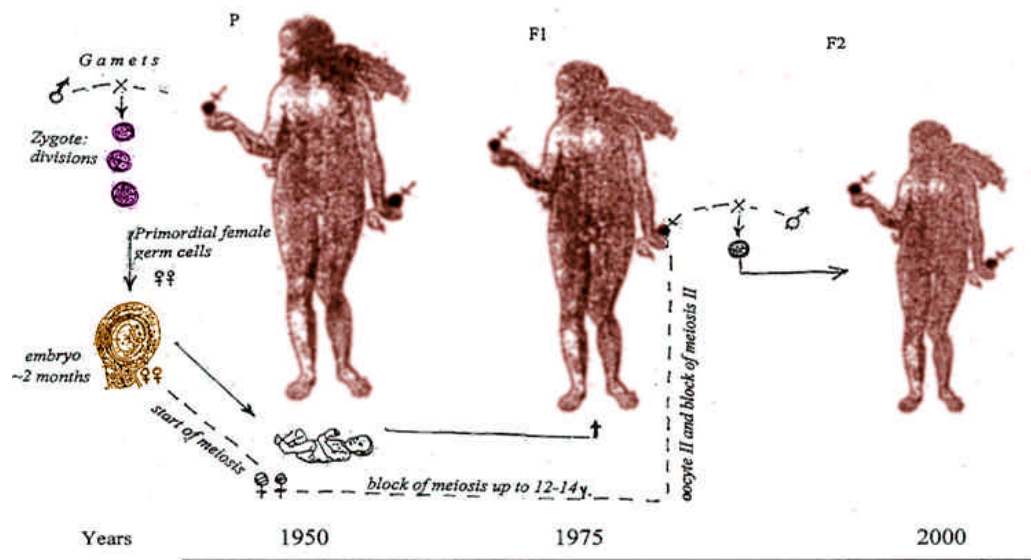 P
F1
F2
Gamets
Zygote:
divisions
Primordial female
germ cells
♀♀
embryo
~2 months
♀♀
start of meiosis
block of meiosis up to 12-14y.
oocyte II and block of meiosis II
Years 1950 1975 2000